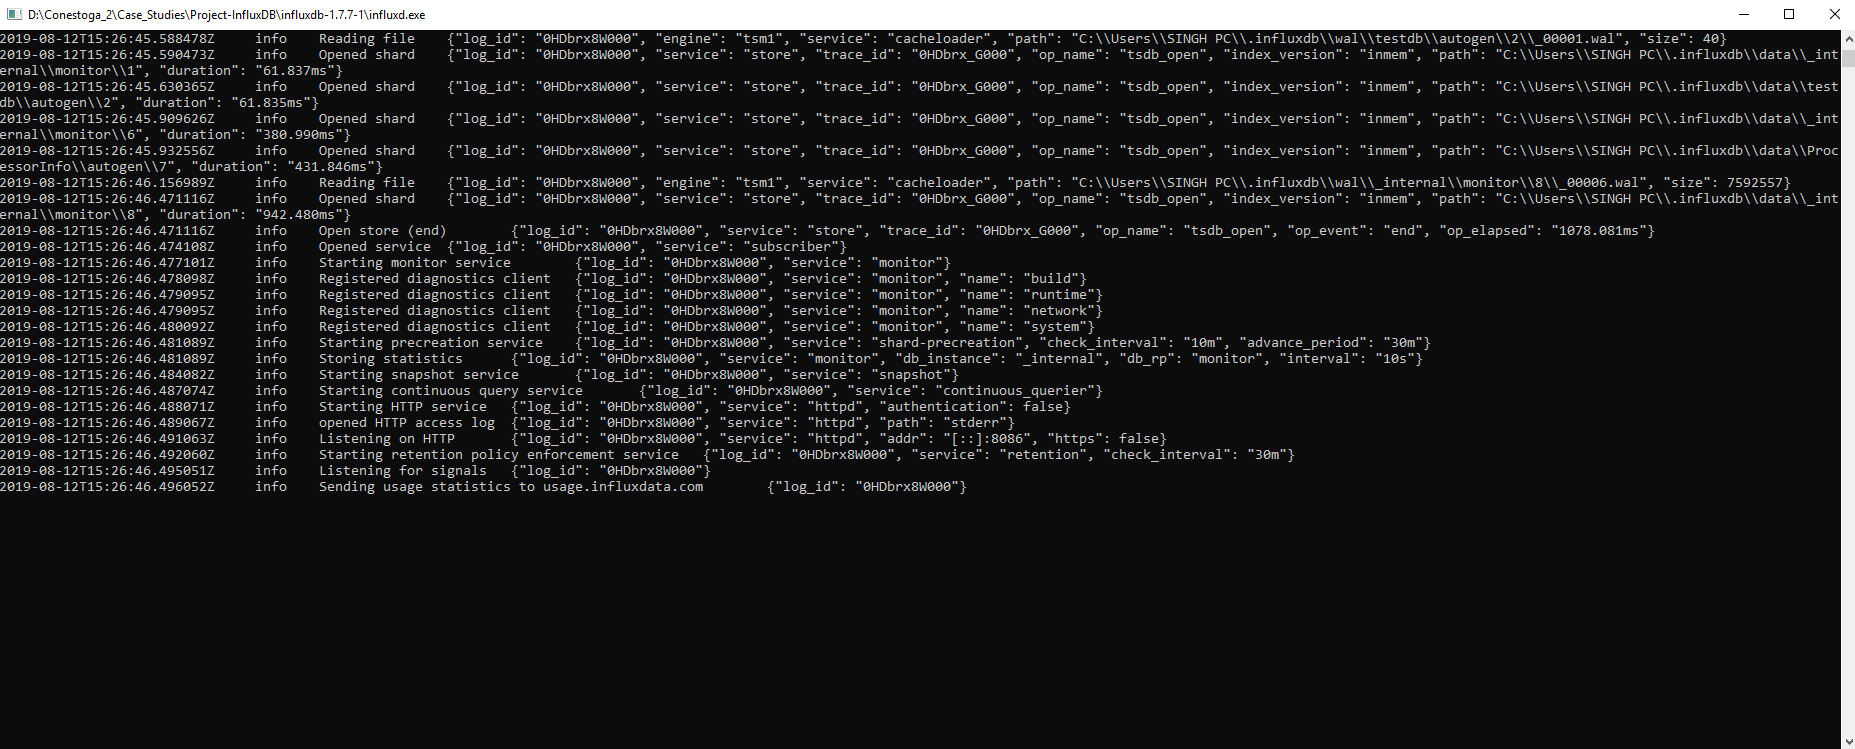 D:\Conestoga_2\Case_Studies\Project-InfluxDB\influxdb-1.7.7-1\influxd.exe
2019-08-12T15:26:45.588478Z info Reading file {"log_id": "0HDbrx8W000", "engine": "tsm1", "service": "cacheloader", "path": "C:\\Users\\SINGH PC\\.influxdb\\wal\\testdb\\autogen\\2\\_00001.wal", "size": 40}
2019-08-12T15:26:45.590473Z info Opened shard {"log_id": "0HDbrx8W000", "service": "store", "trace_id": "0HDbrx_G000", "op_name": "tsdb_open", "index_version": "inmem", "path": "C:\\Users\\SINGH PC\\.influxdb\\data\\_int
ernal\\monitor\\1", "duration": "61.837ms"}
2019-08-12T15:26:45.630365Z info Opened shard {"log_id": "0HDbrx8W000", "service": "store", "trace_id": "0HDbrx_G000", "op_name": "tsdb_open", "index_version": "inmem", "path": "C:\\Users\\SINGH PC\\.influxdb\\data\\test
db\\autogen\\2", "duration": "61.835ms"}
2019-08-12T15:26:45.909626Z info Opened shard {"log_id": "0HDbrx8W000", "service": "store", "trace_id": "0HDbrx_G000", "op_name": "tsdb_open", "index_version": "inmem", "path": "C:\\Users\\SINGH PC\\.influxdb\\data\\_int
ernal\\monitor\\6", "duration": "380.990ms"}
2019-08-12T15:26:45.932556Z info Opened shard {"log_id": "0HDbrx8W000", "service": "store", "trace_id": "0HDbrx_G000", "op_name": "tsdb_open", "index_version": "inmem", "path": "C:\\Users\\SINGH PC\\.influxdb\\data\\Proc
essorInfo\\autogen\\7", "duration": "431.846ms"}
2019-08-12T15:26:46.156989Z info Reading file {"log_id": "0HDbrx8W000", "engine": "tsm1", "service": "cacheloader", "path": "C:\\Users\\SINGH PC\\.influxdb\\wal\\_internal\\monitor\\8\\_00006.wal", "size": 7592557}
2019-08-12T15:26:46.471116Z info Opened shard {"log_id": "0HDbrx8W000", "service": "store", "trace_id": "0HDbrx_G000", "op_name": "tsdb_open", "index_version": "inmem", "path": "C:\\Users\\SINGH PC\\.influxdb\\data\\_int
ernal\\monitor\\8", "duration": "942.480ms"}
2019-08-12T15:26:46.471116Z info Open store (end) {"log_id": "0HDbrx8W000", "service": "store", "trace_id": "0HDbrx_G000", "op_name": "tsdb_open", "op_event": "end", "op_elapsed": "1078.081ms"}
2019-08-12T15:26:46.474108Z info Opened service {"log_id": "0HDbrx8W000", "service": "subscriber"}
2019-08-12T15:26:46.477101Z info Starting monitor service {"log_id": "0HDbrx8W000", "service": "monitor"}
2019-08-12T15:26:46.478098Z info Registered diagnostics client {"log_id": "0HDbrx8W000", "service": "monitor", "name": "build"}
2019-08-12T15:26:46.479095Z info Registered diagnostics client {"log_id": "0HDbrx8W000", "service": "monitor", "name": "runtime"}
2019-08-12T15:26:46.479095Z info Registered diagnostics client {"log_id": "0HDbrx8W000", "service": "monitor", "name": "network"}
2019-08-12T15:26:46.480092Z info Registered diagnostics client {"log_id": "0HDbrx8W000", "service": "monitor", "name": "system"}
2019-08-12T15:26:46.481089Z info Starting precreation service {"log_id": "0HDbrx8W000", "service": "shard-precreation", "check_interval": "10m", "advance_period": "30m"}
2019-08-12T15:26:46.481089Z info Storing statistics {"log_id": "0HDbrx8W000", "service": "monitor", "db_instance": "_internal", "db_rp": "monitor", "interval": "10s"}
2019-08-12T15:26:46.484082Z info Starting snapshot service {"log_id": "0HDbrx8W000", "service": "snapshot"}
2019-08-12T15:26:46.487074Z info Starting continuous query service {"log_id": "0HDbrx8W000", "service": "continuous_querier"}
2019-08-12T15:26:46.488071Z info Starting HTTP service {"log_id": "0HDbrx8W000", "service": "httpd", "authentication": false}
2019-08-12T15:26:46.489067Z info opened HTTP access log {"log_id": "0HDbrx8W000", "service": "httpd", "path": "stderr"}
2019-08-12T15:26:46.491063Z info Listening on HTTP {"log_id": "0HDbrx8W000", "service": "httpd", "addr": "[::]:8086", "https": false}
2019-08-12T15:26:46.492060Z info Starting retention policy enforcement service {"log_id": "0HDbrx8W000", "service": "retention", "check_interval": "30m"}
2019-08-12T15:26:46.495051Z info Listening for signals {"log_id": "0HDbrx8W000"}
2019-08-12T15:26:46.496052Z info Sending usage statistics to usage.influxdata.com {"log_id": "0HDbrx8W000"}